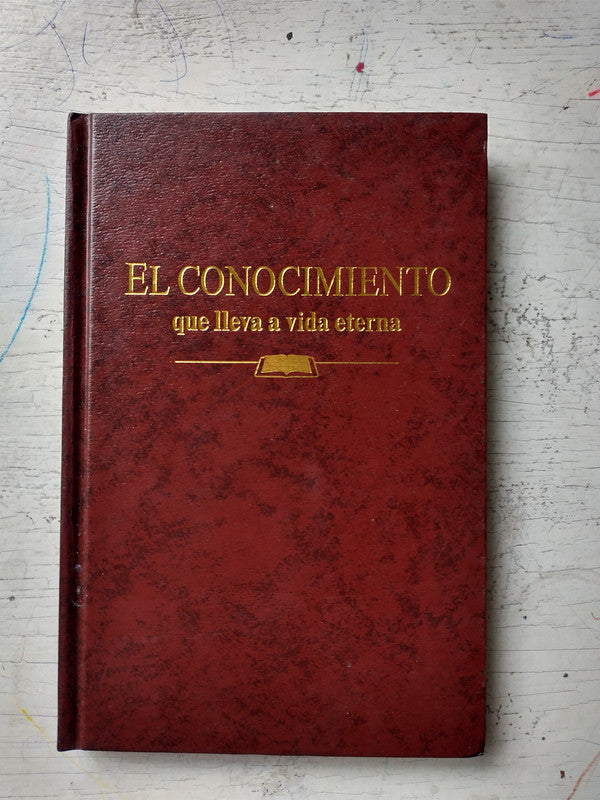 EL CONOCIMIENTO
que lleva a vida eterna